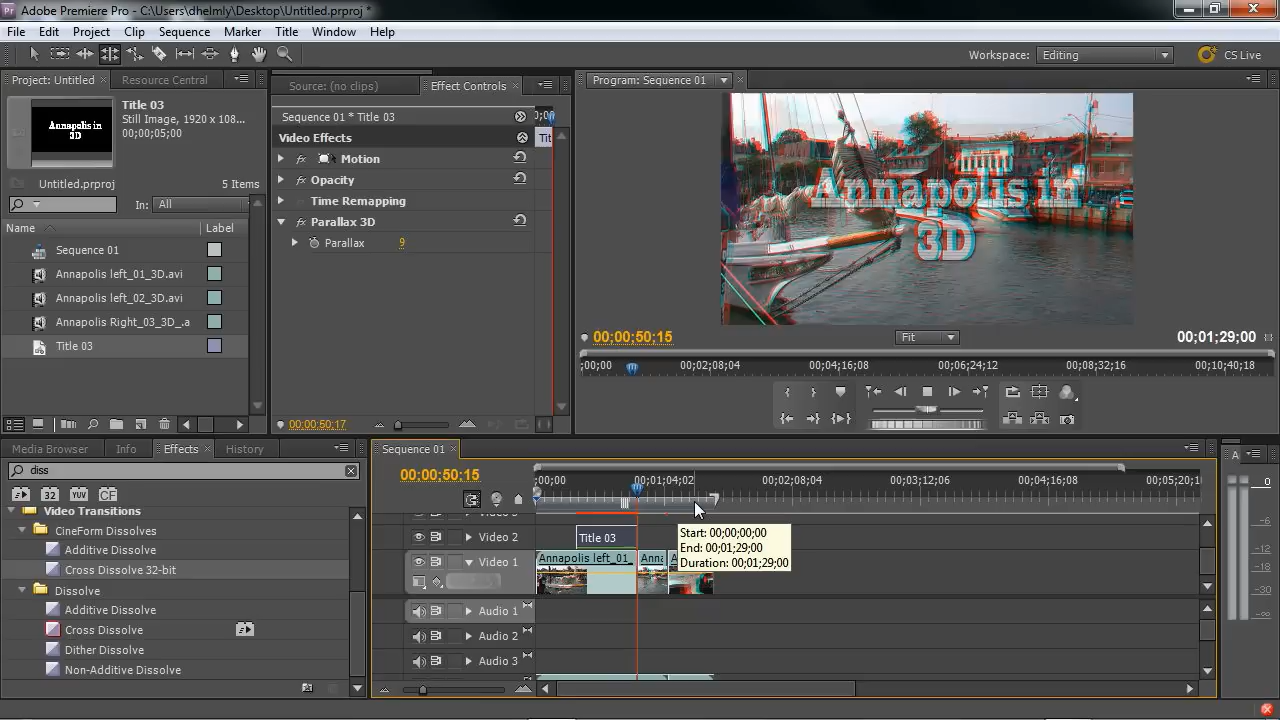 Adobe Premiere Pro - C:\Users\dhelmly\Desktop\Untitled.prproj *
File Edit Project Clip Sequence Marker Title Window Help
Workspace: Editing CS Live
Project: Untitled Resource Central
Title 03
Still Image, 1920 x 108...
00;00;05;00
Annapolis in
3D
Untitled.prproj 5 Items
In: All
Name Label
Sequence 01
Annapolis left_01_3D.avi
Annapolis left_02_3D.avi
Annapolis Right_03_3D_.a
Title 03
Source: (no clips) Effect Controls
Sequence 01 * Title 03
Video Effects
Tit
fx Motion
fx Opacity
Time Remapping
fx Parallax 3D
Parallax 9
00:00:50:17
Program: Sequence 01
Annapolis in
3D
00;00;50;15 Fit 00;01;29;00
;00;00 00;02;08;04 00;04;16;08 00;06;24;12 00;08;32;16 00;10;40;18
Media Browser Info Effects History
diss
32 YUV CF
Video Transitions
CineForm Dissolves
Additive Dissolve
Cross Dissolve 32-bit
Dissolve
Additive Dissolve
Cross Dissolve
Dither Dissolve
Non-Additive Dissolve
Sequence 01
00;00;50;15
;00;00 00;01;04;02 00;02;08;04 00;03;12;06 00;04;16;08 00;05;20;1
Video 2 Title 03
Video 1 Annapolis left_01_ Anna A
Start: 00;00;00;00
End: 00;01;29;00
Duration: 00;01;29;00
Audio 1
Audio 2
Audio 3
A
0
-6
-12
-18
-30